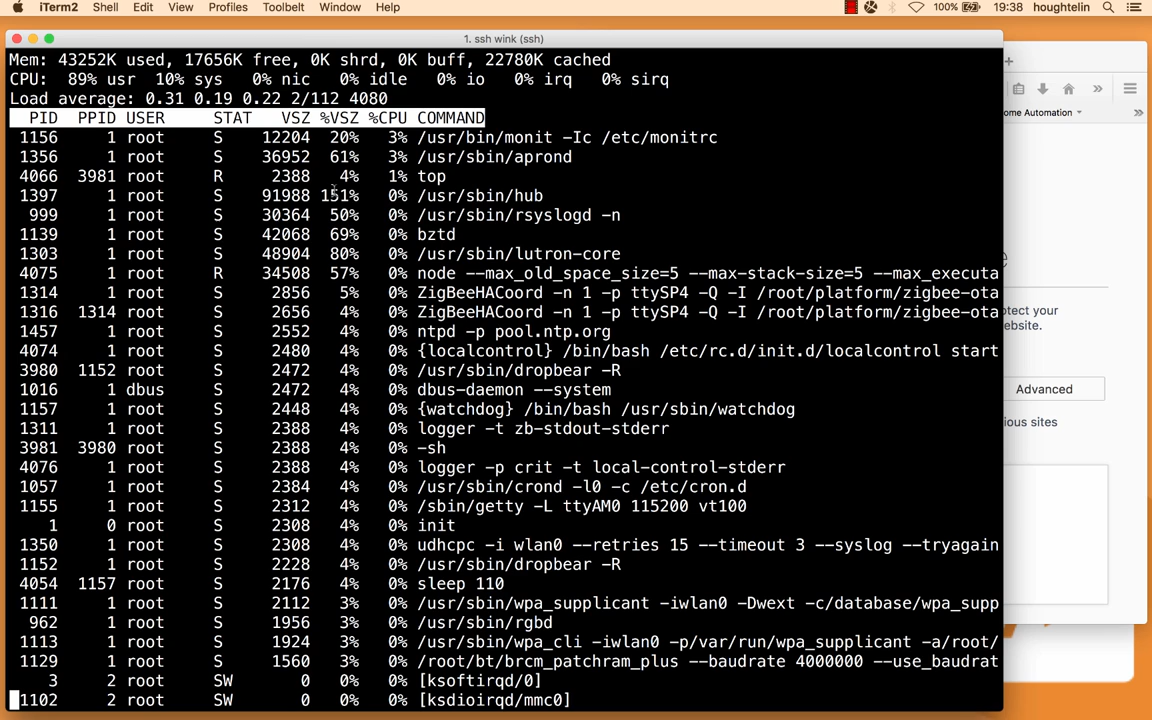 iTerm2 Shell Edit View Profiles Toolbelt Window Help 100% 19:38 houghtelin
1. ssh wink (ssh)
Mem: 43252K used, 17656K free, 0K shrd, 0K buff, 22780K cached
CPU: 89% usr 10% sys 0% nic 0% idle 0% io 0% irq 0% sirq
Load average: 0.31 0.19 0.22 2/112 4080
PID PPID USER STAT VSZ %VSZ %CPU COMMAND
1156 1 root S 12204 20% 3% /usr/bin/monit -Ic /etc/monitrc
1356 1 root S 36952 61% 3% /usr/sbin/aprond
4066 3981 root R 2388 4% 1% top
1397 1 root S 91988 151% 0% /usr/sbin/hub
999 1 root S 30364 50% 0% /usr/sbin/rsyslogd -n
1139 1 root S 42068 69% 0% bztd
1303 1 root S 48904 80% 0% /usr/sbin/lutron-core
4075 1 root R 34508 57% 0% node --max_old_space_size=5 --max-stack-size=5 --max_executa
1314 1 root S 2856 5% 0% ZigBeeHACoord -n 1 -p ttySP4 -Q -I /root/platform/zigbee-ota
1316 1314 root S 2656 4% 0% ZigBeeHACoord -n 1 -p ttySP4 -Q -I /root/platform/zigbee-ota
1457 1 root S 2552 4% 0% ntpd -p pool.ntp.org
4074 1 root S 2480 4% 0% {localcontrol} /bin/bash /etc/rc.d/init.d/localcontrol start
3980 1152 root S 2472 4% 0% /usr/sbin/dropbear -R
1016 1 dbus S 2472 4% 0% dbus-daemon --system
1157 1 root S 2448 4% 0% {watchdog} /bin/bash /usr/sbin/watchdog
1311 1 root S 2388 4% 0% logger -t zb-stdout-stderr
3981 3980 root S 2388 4% 0% -sh
4076 1 root S 2388 4% 0% logger -p crit -t local-control-stderr
1057 1 root S 2384 4% 0% /usr/sbin/crond -l0 -c /etc/cron.d
1155 1 root S 2312 4% 0% /sbin/getty -L ttyAM0 115200 vt100
1 0 root S 2308 4% 0% init
1350 1 root S 2308 4% 0% udhcpc -i wlan0 --retries 15 --timeout 3 --syslog --tryagain
1152 1 root S 2228 4% 0% /usr/sbin/dropbear -R
4054 1157 root S 2176 4% 0% sleep 110
1111 1 root S 2112 3% 0% /usr/sbin/wpa_supplicant -iwlan0 -Dwext -c/database/wpa_supp
962 1 root S 1956 3% 0% /usr/sbin/rgbd
1113 1 root S 1924 3% 0% /usr/sbin/wpa_cli -iwlan0 -p/var/run/wpa_supplicant -a/root/
1129 1 root S 1560 3% 0% /root/bt/brcm_patchram_plus --baudrate 4000000 --use_baudrat
3 2 root SW 0 0% 0% [ksoftirqd/0]
1102 2 root SW 0 0% 0% [ksdioirqd/mmc0]
ome Automation
otect your
ebsite.
Advanced
ious sites